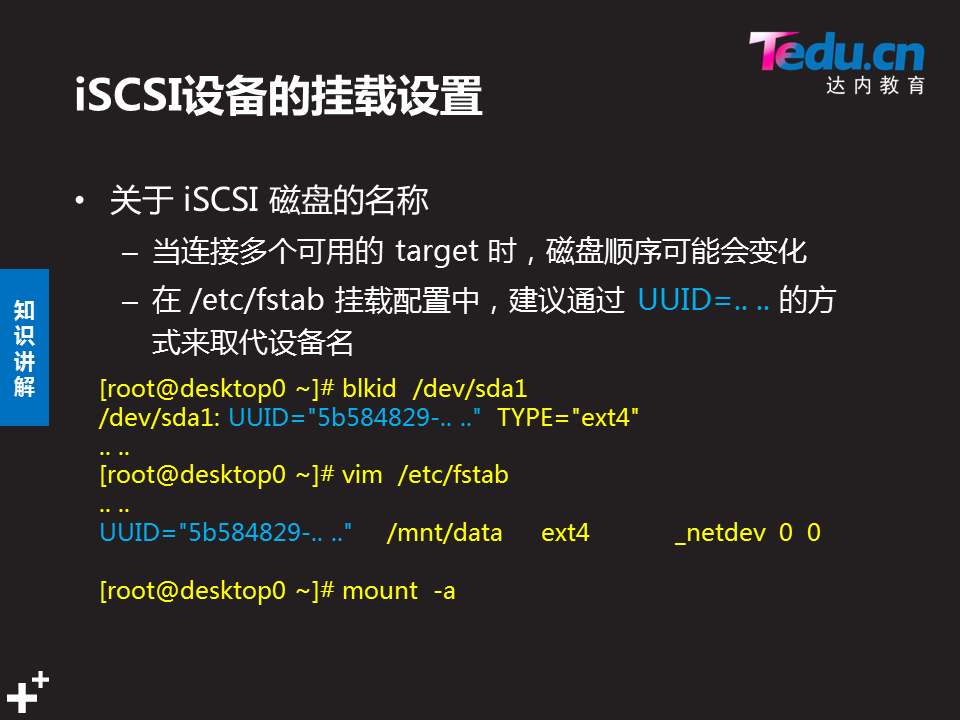 Tedu.cn
达内教育
iSCSI设备的挂载设置
• 关于 iSCSI 磁盘的名称
– 当连接多个可用的 target 时，磁盘顺序可能会变化
– 在 /etc/fstab 挂载配置中，建议通过 UUID=.. .. 的方
式来取代设备名
知识讲解
[root@desktop0 ~]# blkid /dev/sda1
/dev/sda1: UUID="5b584829-.. .." TYPE="ext4"
.. ..
[root@desktop0 ~]# vim /etc/fstab
.. ..
UUID="5b584829-.. .." /mnt/data ext4 _netdev 0 0
[root@desktop0 ~]# mount -a